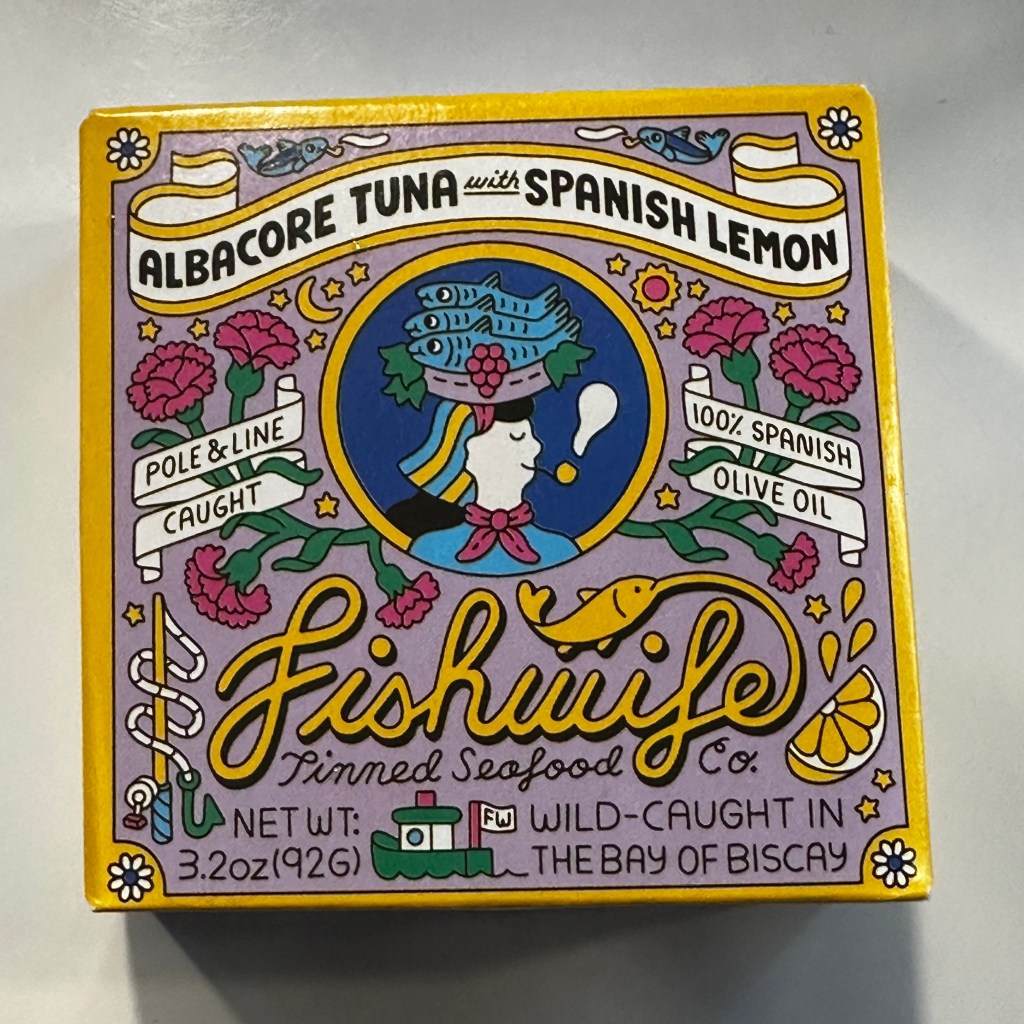 ALBACORE TUNA with SPANISH LEMON
POLE & LINE
CAUGHT
100% SPANISH
OLIVE OIL
Fishwife
Tinned Seafood Co.
NET WT:
3.2oz(92G)
FW
WILD-CAUGHT IN
THE BAY OF BISCAY